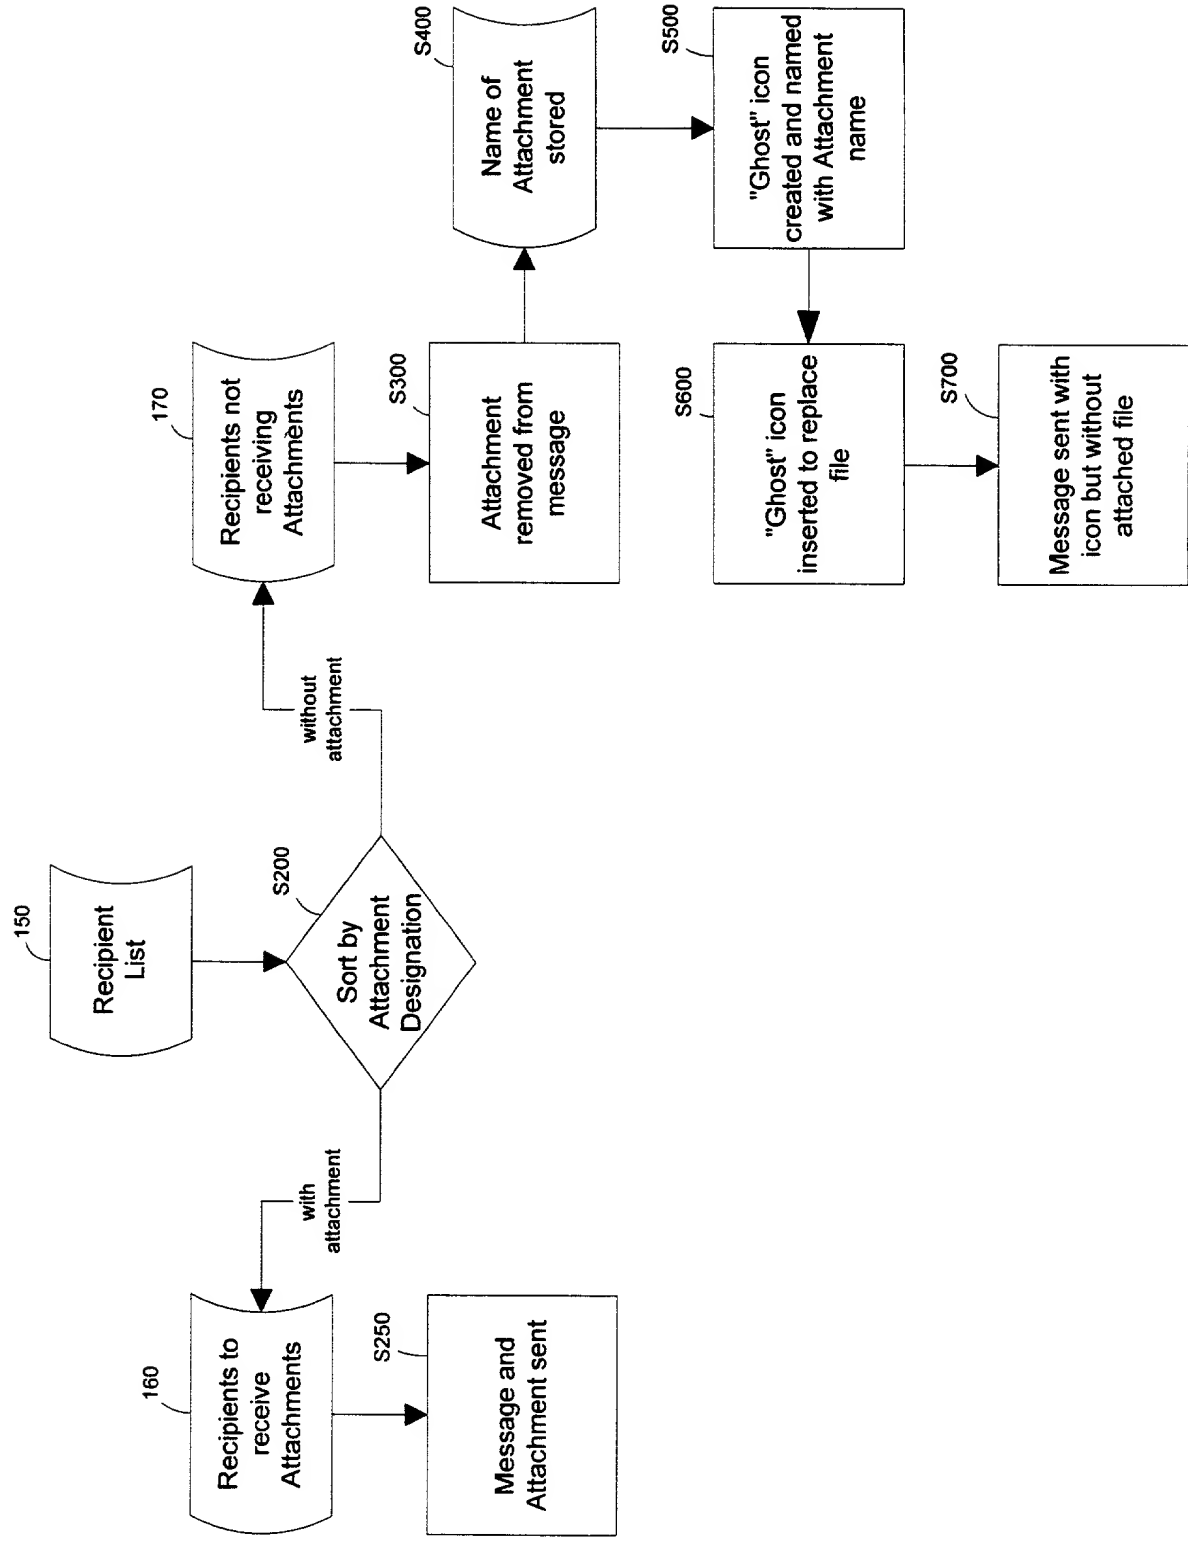 150
Recipient
List
S200
Sort by
Attachment
Designation
with
attachment
without
attachment
160
Recipients to
receive
Attachments
S250
Message and
Attachment sent
170
Recipients not
receiving
Attachments
S300
Attachment
removed from
message
S400
Name of
Attachment
stored
S500
"Ghost" icon
created and named
with Attachment
name
S600
"Ghost" icon
inserted to replace
file
S700
Message sent with
icon but without
attached file